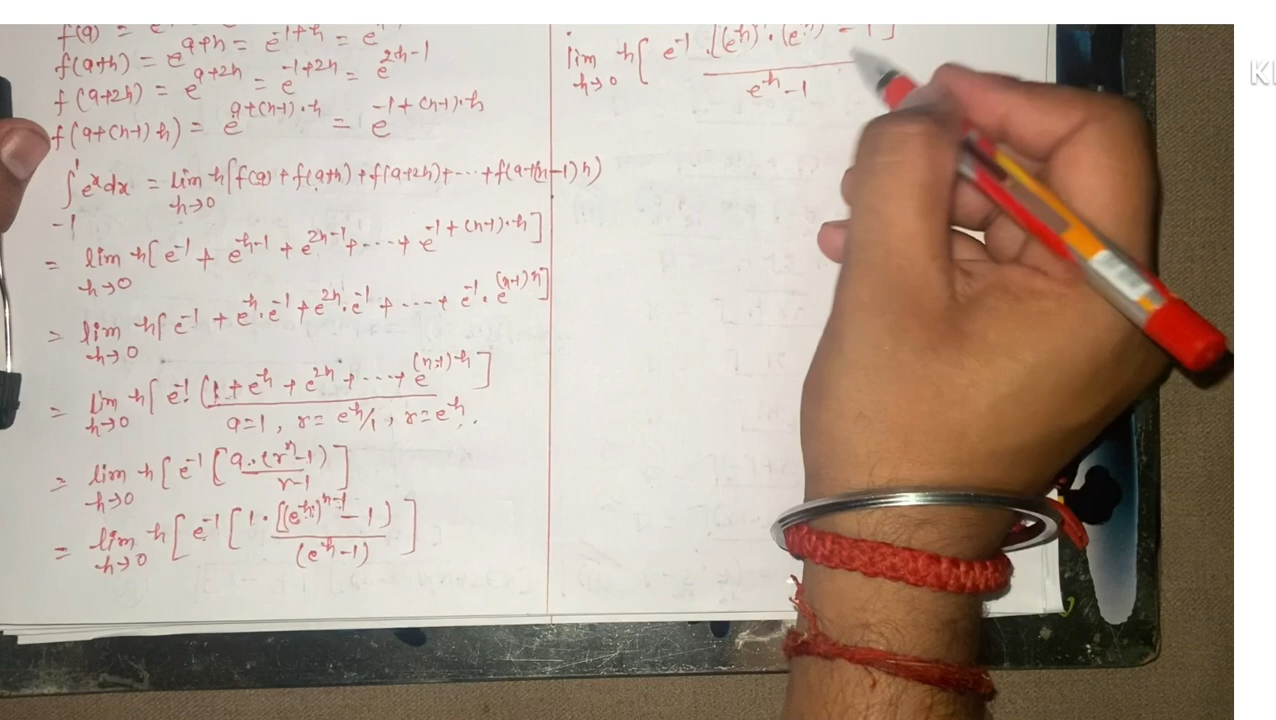 f(a) = e
f(a+h) = e^{a+h} = e^{-1+h} = e
f(a+2h) = e^{a+2h} = e^{-1+2h} = e^{2h-1}
f(a+(n-1)h) = e^{a+(n-1)·h} = e^{-1+(n-1)·h}
∫_{-1}^{1} e^x dx = lim_{h→0} h[f(a) + f(a+h) + f(a+2h) + ··· + f(a+(n-1)h)
= lim_{h→0} h[e^{-1} + e^{h-1} + e^{2h-1} + ··· + e^{-1+(n-1)·h}]
= lim_{h→0} h[e^{-1} + e^h·e^{-1} + e^{2h}·e^{-1} + ··· + e^{-1}·e^{(n-1)h}]
= lim_{h→0} h[e^{-1}(1 + e^h + e^{2h} + ··· + e^{(n-1)·h}]
a=1, r = e^h/1, r = e^h.
= lim_{h→0} h[e^{-1}[a·(r^n-1)/r-1]
= lim_{h→0} h[e^{-1}[1·[(e^h)^{n-1} - 1)/(e^h-1)]
lim_{h→0} h[e^{-1}·[(e^h)·(e^h) - 1]/e^h-1
K